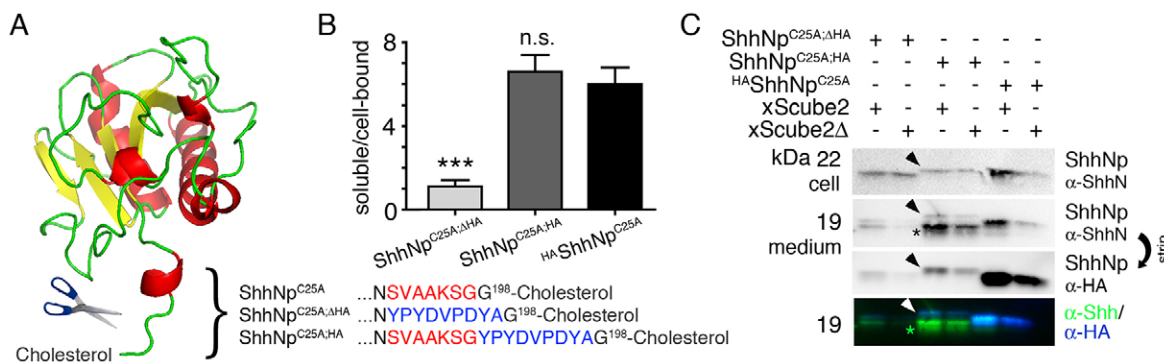 A
Cholesterol
B
soluble/cell-bound
8
4
0
***
n.s.
ShhNpC25A;ΔHA
ShhNpC25A;HA
HAShhNpC25A
ShhNpC25A ...NSVAAKSGG198-Cholesterol
ShhNpC25A;ΔHA ...NYPYDVPDYAG198-Cholesterol
ShhNpC25A;HA ...NSVAAKSGYPYDVPDYAG198-Cholesterol
C
ShhNpC25A;ΔHA + + - - - -
ShhNpC25A;HA - - + + - -
HAShhNpC25A - - - - + +
xScube2 + - + - + -
xScube2Δ - + - + - +
kDa 22
cell
ShhNp
α-ShhN
19
medium
*
ShhNp
α-ShhN
strip
ShhNp
α-HA
19
*
α-Shh/
α-HA